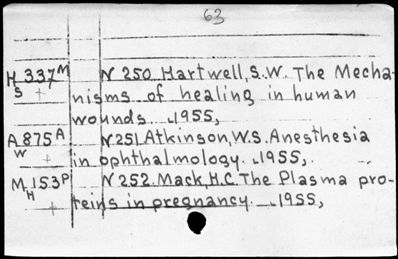 63
H 337M N 250 Hartwell, S.W. The Mecha-
S + nisms of healing in human
wounds. 1955,
A 875A N 251 Atkinson, W.S. Anesthesia
W + in ophthalmology. 1955,
M 153P N 252 Mack, H.C. The Plasma pro-
H + teins in pregnancy. 1955,